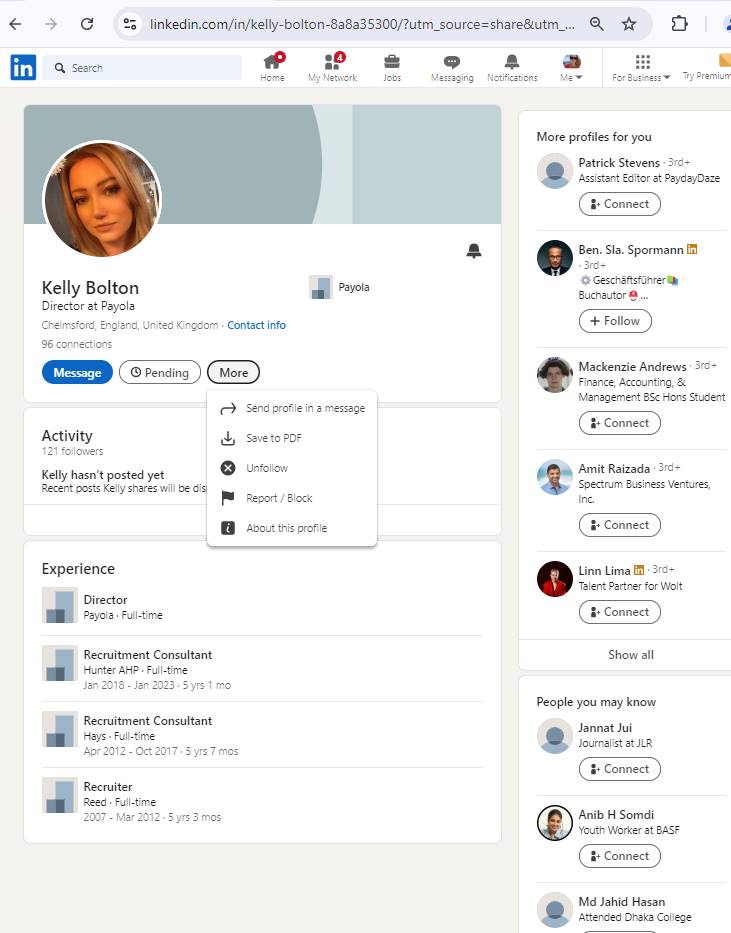 linkedin.com/in/kelly-bolton-8a8a35300/?utm_source=share&utm_...
in
Search
Home
4
My Network
Jobs
Messaging
Notifications
Me
For Business
Try Premium
Kelly Bolton
Director at Payola
Chelmsford, England, United Kingdom · Contact info
96 connections
Payola
Message
Pending
More
Send profile in a message
Save to PDF
Unfollow
Report / Block
About this profile
Activity
121 followers
Kelly hasn't posted yet
Recent posts Kelly shares will be dis
Experience
Director
Payola · Full-time
Recruitment Consultant
Hunter AHP · Full-time
Jan 2018 - Jan 2023 · 5 yrs 1 mo
Recruitment Consultant
Hays · Full-time
Apr 2012 - Oct 2017 · 5 yrs 7 mos
Recruiter
Reed · Full-time
2007 - Mar 2012 · 5 yrs 3 mos
More profiles for you
Patrick Stevens · 3rd+
Assistant Editor at PaydayDaze
Connect
Ben. Sla. Spormann in
· 3rd+
Geschäftsführer
Buchautor ...
+ Follow
Mackenzie Andrews · 3rd+
Finance, Accounting, &
Management BSc Hons Student
Connect
Amit Raizada · 3rd+
Spectrum Business Ventures,
Inc.
Connect
Linn Lima in · 3rd+
Talent Partner for Wolt
Connect
Show all
People you may know
Jannat Jui
Journalist at JLR
Connect
Anib H Somdi
Youth Worker at BASF
Connect
Md Jahid Hasan
Attended Dhaka College